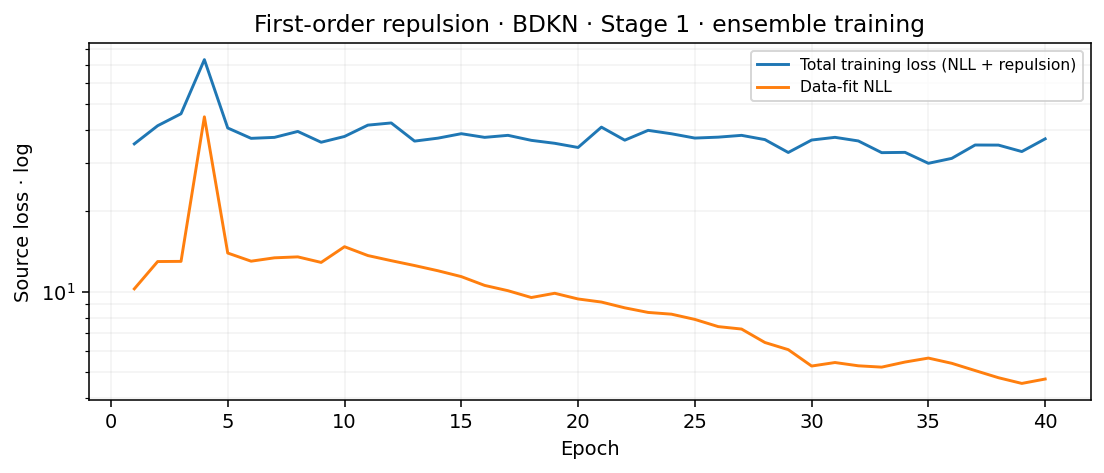 First-order repulsion · BDKN · Stage 1 · ensemble training
Total training loss (NLL + repulsion)
Data-fit NLL
Source loss · log
10¹
0 5 10 15 20 25 30 35 40
Epoch